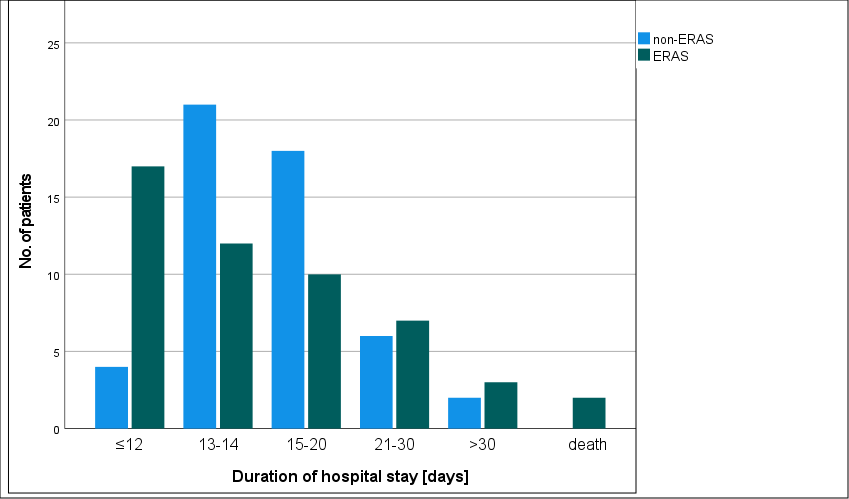 25
20
15
10
5
0
No. of patients
≤12 13-14 15-20 21-30 >30 death
Duration of hospital stay [days]
non-ERAS
ERAS